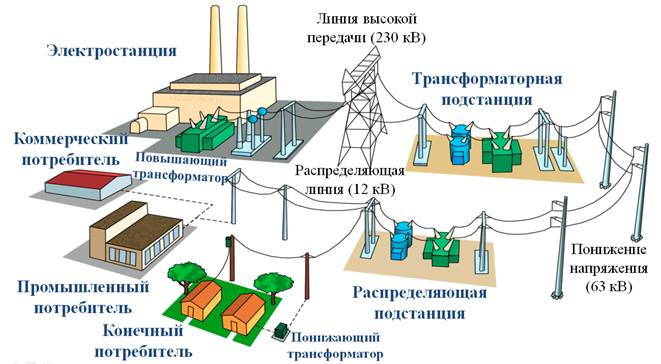 Линия высокой
передачи (230 кВ)
Электростанция
Трансформаторная
подстанция
Коммерческий
потребитель
Повышающий
трансформатор
Распределяющая
линия (12 кВ)
Понижение
напряжения
(63 кВ)
Промышленный
потребитель
Распределяющая
подстанция
Конечный
потребитель
Понижающий
трансформатор